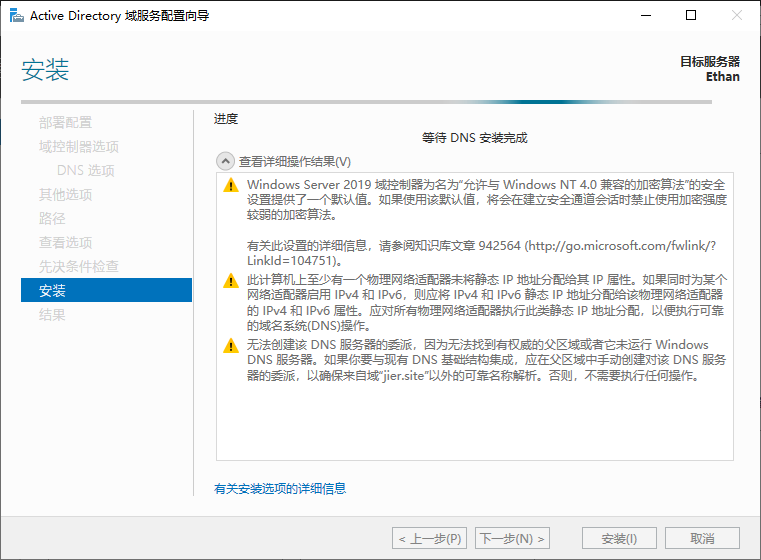 Active Directory 域服务配置向导
安装
目标服务器
Ethan
部署配置
域控制器选项
DNS 选项
其他选项
路径
查看选项
先决条件检查
安装
结果
进度
等待 DNS 安装完成
查看详细操作结果(V)
Windows Server 2019 域控制器为名为“允许与 Windows NT 4.0 兼容的加密算法”的安全
设置提供了一个默认值。如果使用该默认值，将会在建立安全通道会话时禁止使用加密强度
较弱的加密算法。
有关此设置的详细信息，请参阅知识库文章 942564 (http://go.microsoft.com/fwlink/?
LinkId=104751)。
此计算机上至少有一个物理网络适配器未将静态 IP 地址分配给其 IP 属性。如果同时为某个
网络适配器启用 IPv4 和 IPv6，则应将 IPv4 和 IPv6 静态 IP 地址分配给该物理网络适配器
的 IPv4 和 IPv6 属性。应对所有物理网络适配器执行此类静态 IP 地址分配，以便执行可靠
的域名系统(DNS)操作。
无法创建该 DNS 服务器的委派，因为无法找到有权威的父区域或者它未运行 Windows
DNS 服务器。如果你要与现有 DNS 基础结构集成，应在父区域中手动创建对该 DNS 服务
器的委派，以确保来自域“jier.site”以外的可靠名称解析。否则，不需要执行任何操作。
有关安装选项的详细信息
< 上一步(P)
下一步(N) >
安装(I)
取消